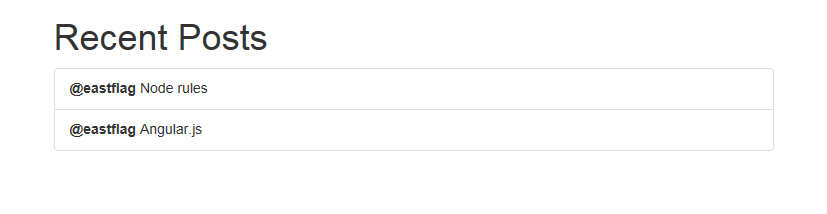 Recent Posts
@eastflag Node rules
@eastflag Angular.js